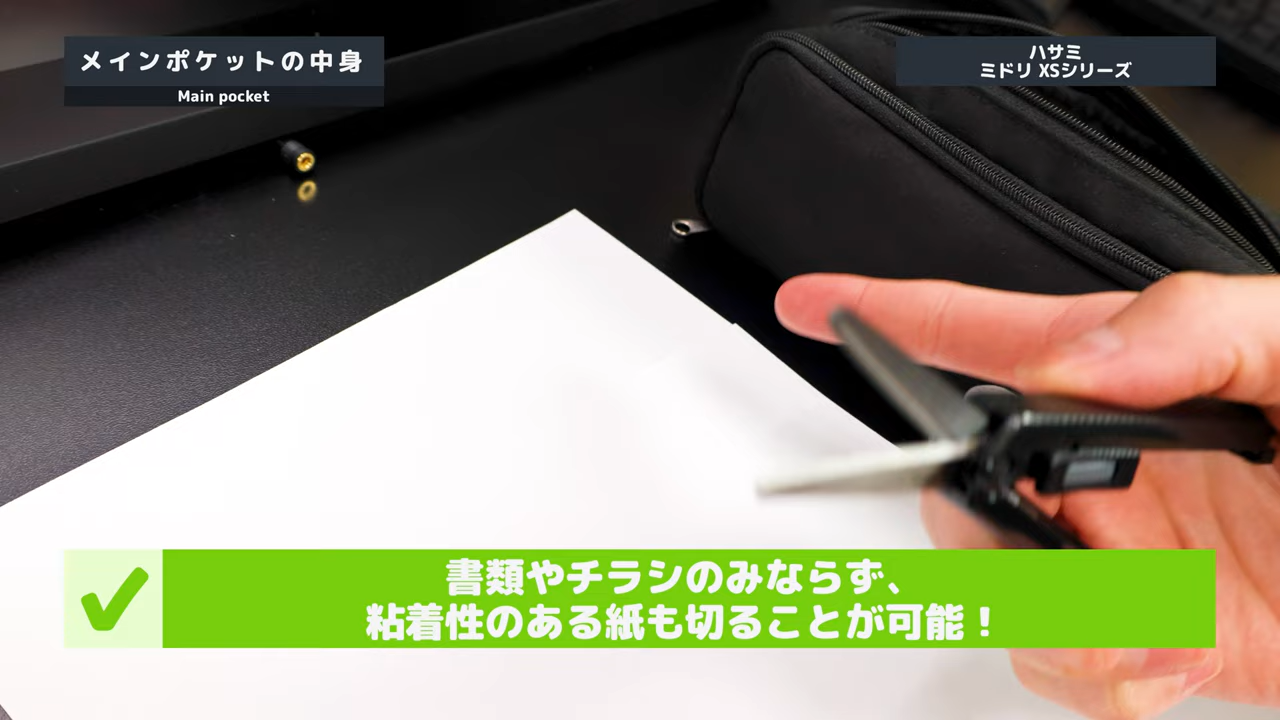 メインポケットの中身
Main pocket
ハサミ
ミドリ XSシリーズ
書類やチラシのみならず、
粘着性のある紙も切ることが可能！